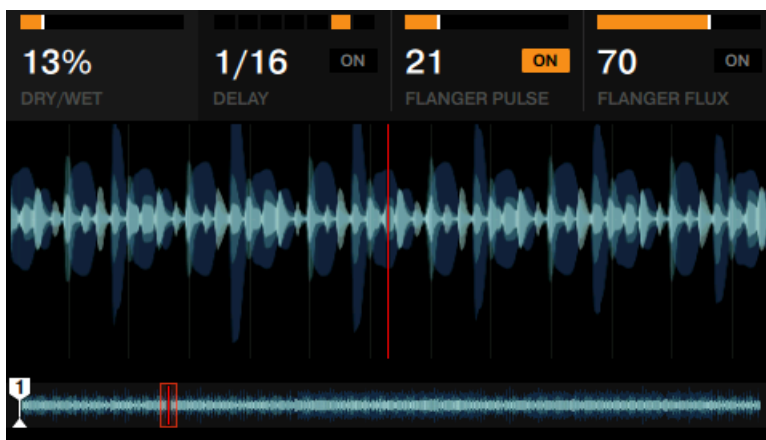 13%
DRY/WET
1/16 ON
DELAY
21 ON
FLANGER PULSE
70 ON
FLANGER FLUX
1